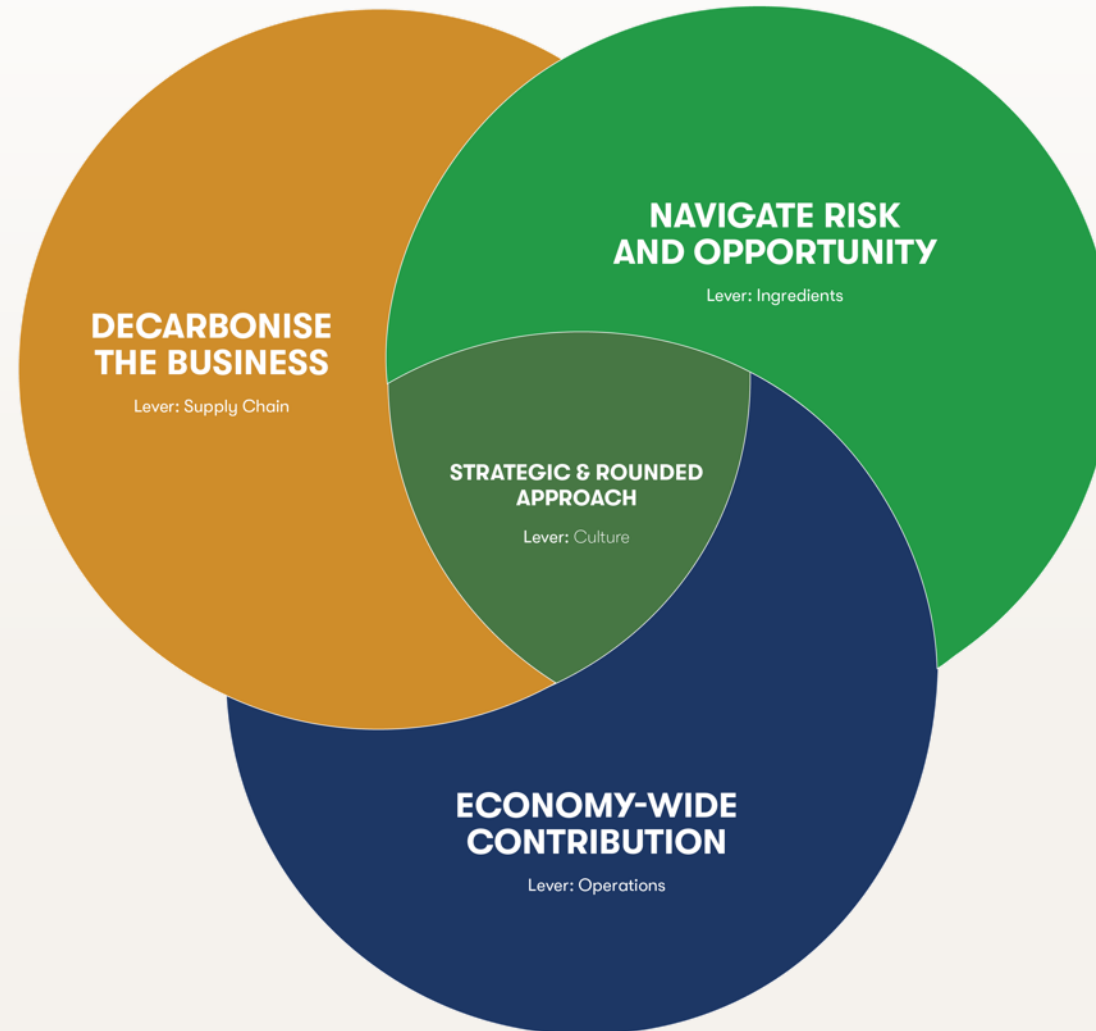 NAVIGATE RISK
AND OPPORTUNITY
Lever: Ingredients
DECARBONISE
THE BUSINESS
Lever: Supply Chain
STRATEGIC & ROUNDED
APPROACH
Lever: Culture
ECONOMY-WIDE
CONTRIBUTION
Lever: Operations